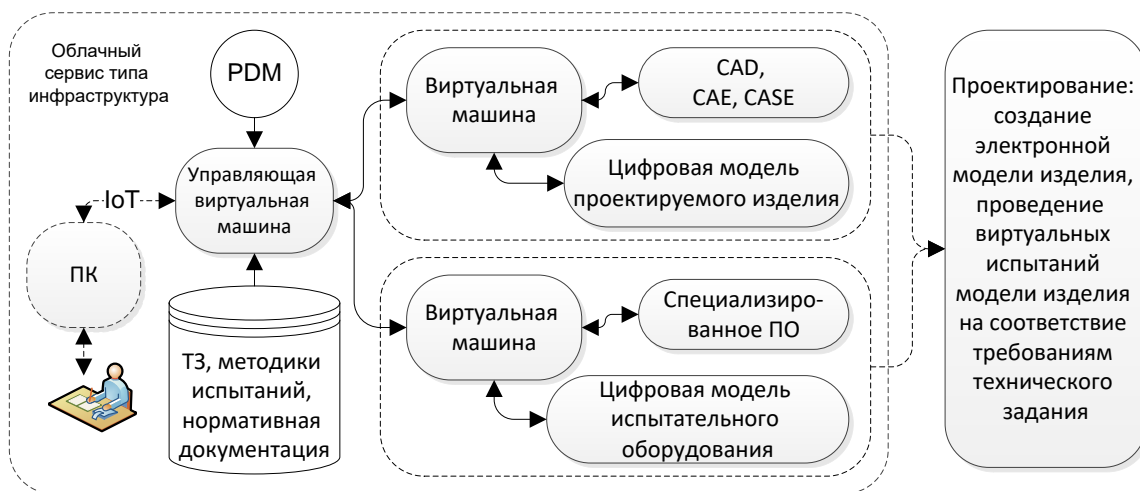 Облачный
сервис типа
инфраструктура
PDM
Управляющая
виртуальная
машина
IoT
ПК
ТЗ, методики
испытаний,
нормативная
документация
Виртуальная
машина
CAD,
CAE, CASE
Цифровая модель
проектируемого изделия
Виртуальная
машина
Специализиро-
ванное ПО
Цифровая модель
испытательного
оборудования
Проектирование:
создание
электронной
модели изделия,
проведение
виртуальных
испытаний
модели изделия
на соответствие
требованиям
технического
задания